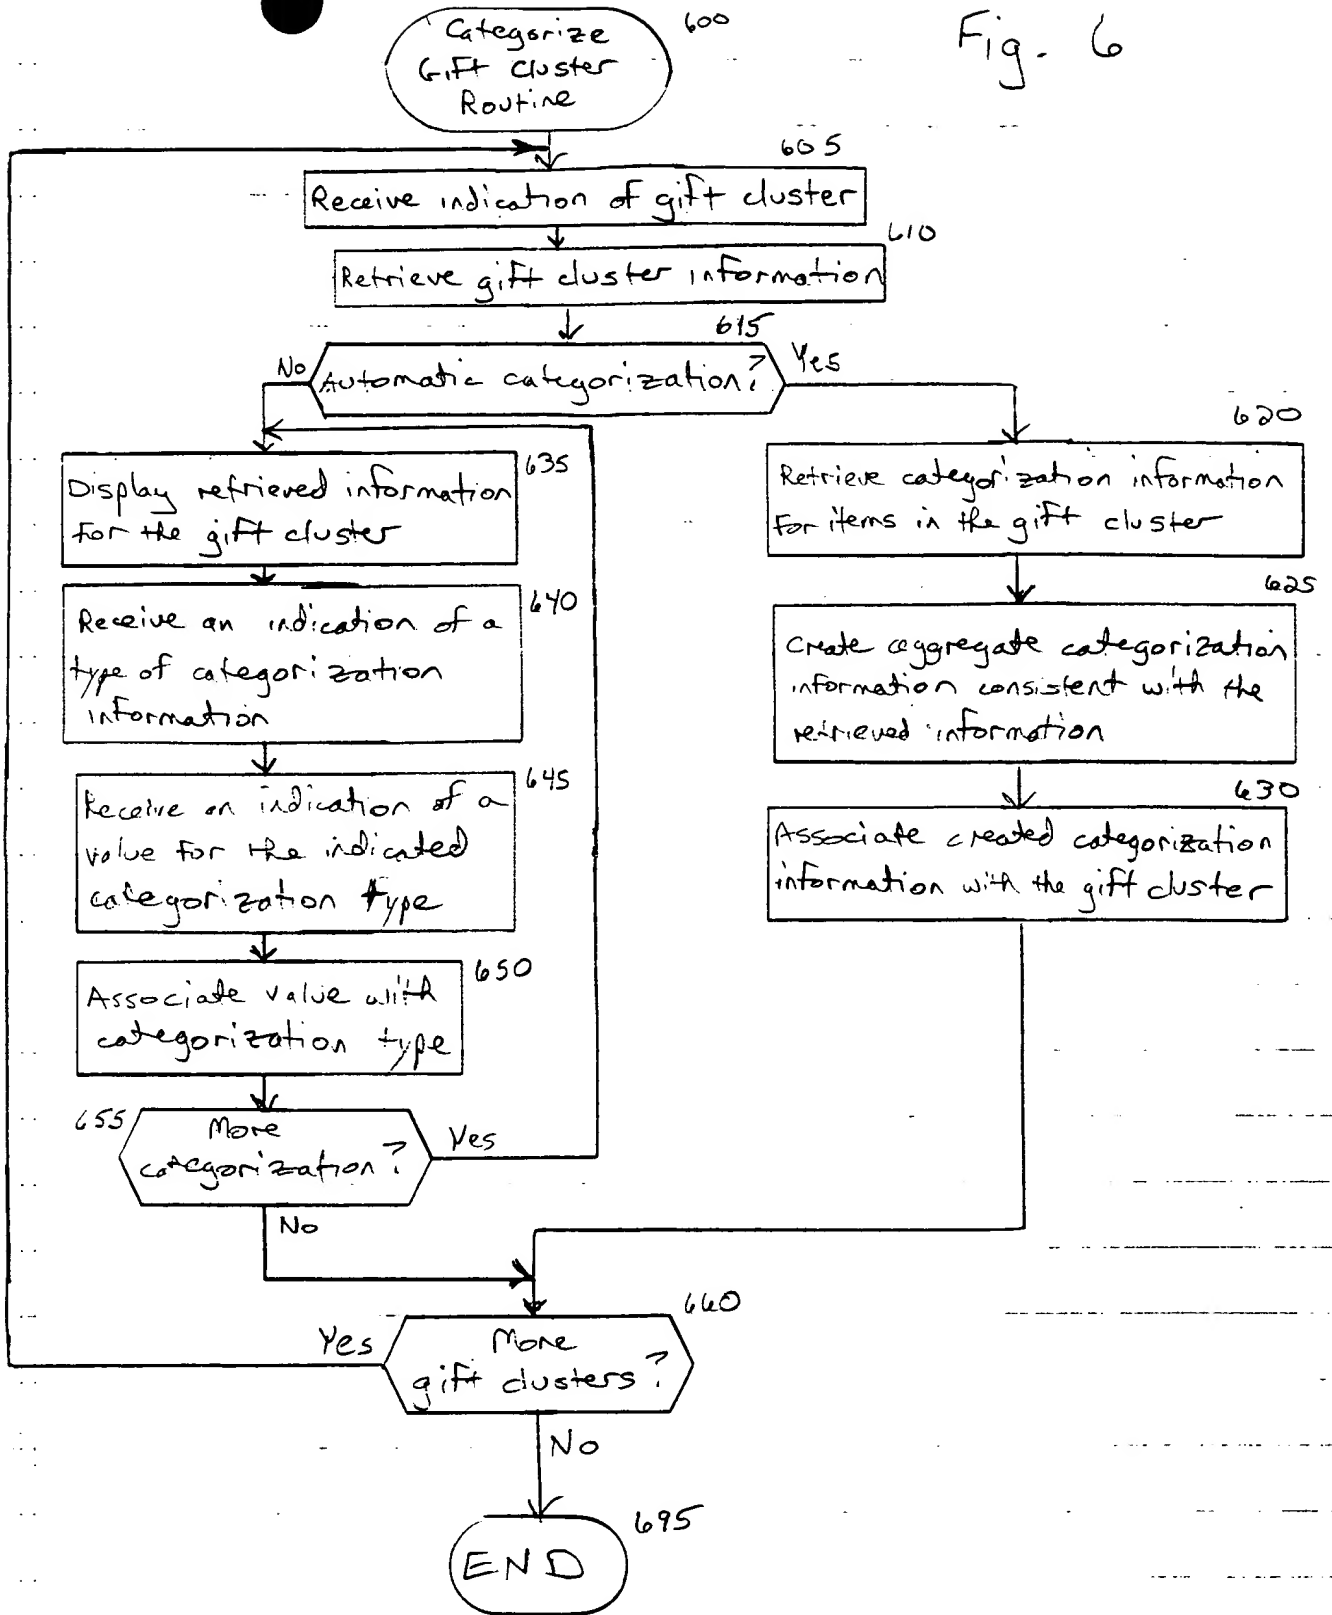 Fig. 6
Categorize
Gift cluster
Routine
600
605
Receive indication of gift cluster
610
Retrieve gift cluster information
615
Automatic categorization?
No
Yes
635
Display retrieved information
for the gift cluster
640
Receive an indication of a
type of categorization
information
645
Receive an indication of a
value for the indicated
categorization type
650
Associate value with
categorization type
655
More
categorization?
Yes
No
620
Retrieve categorization information
for items in the gift cluster
625
Create aggregate categorization
information consistent with the
retrieved information
630
Associate created categorization
information with the gift cluster
660
More
gift clusters?
Yes
No
695
END